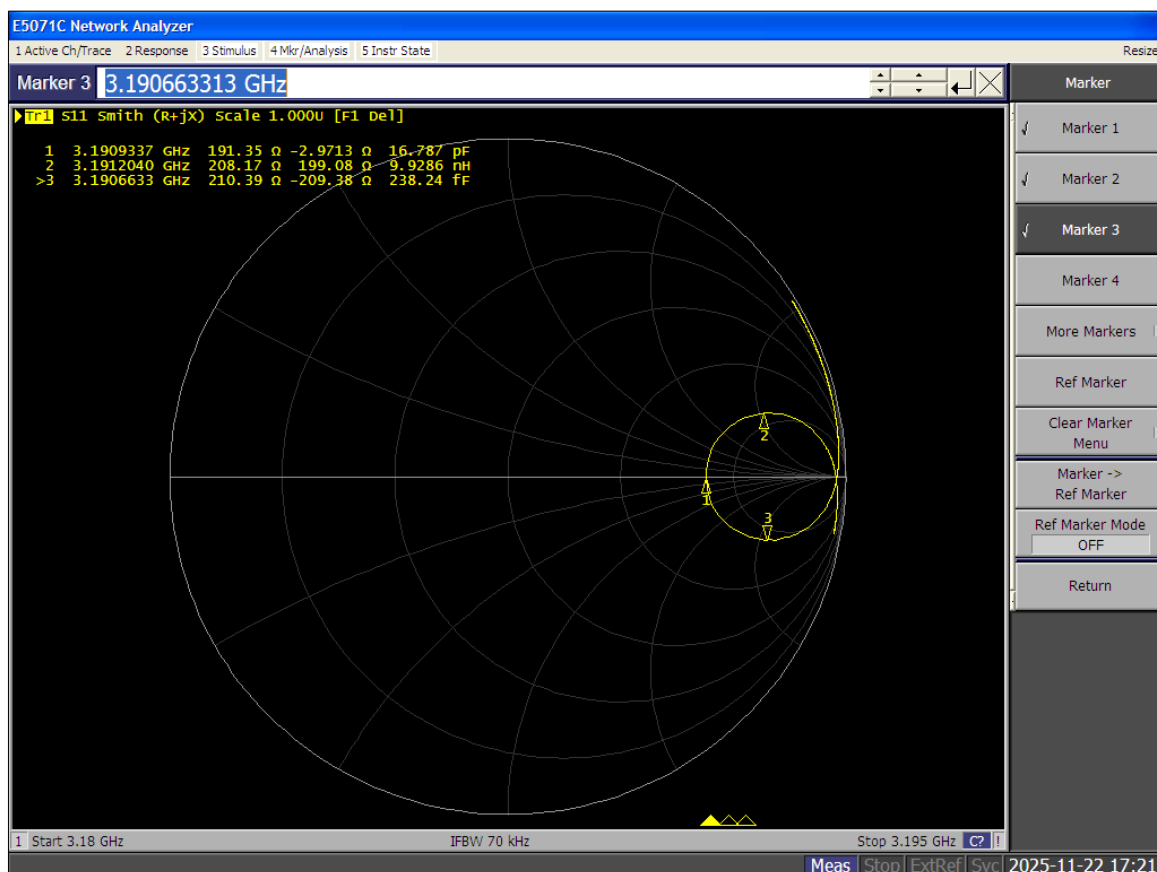 E5071C Network Analyzer
1 Active Ch/Trace 2 Response 3 Stimulus 4 Mkr/Analysis 5 Instr State Resize
Marker 3 3.190663313 GHz
Tr1 S11 Smith (R+jX) Scale 1.000U [F1 Del]
1 3.1909337 GHz 191.35 Ω -2.9713 Ω 16.787 pF
2 3.1912040 GHz 208.17 Ω 199.08 Ω 9.9286 nH
>3 3.1906633 GHz 210.39 Ω -209.38 Ω 238.24 fF
2
1
3
Marker
√ Marker 1
√ Marker 2
√ Marker 3
Marker 4
More Markers
Ref Marker
Clear Marker
Menu
Marker ->
Ref Marker
Ref Marker Mode
OFF
Return
1 Start 3.18 GHz IFBW 70 kHz Stop 3.195 GHz C? !
Meas Stop ExtRef Svc 2025-11-22 17:21